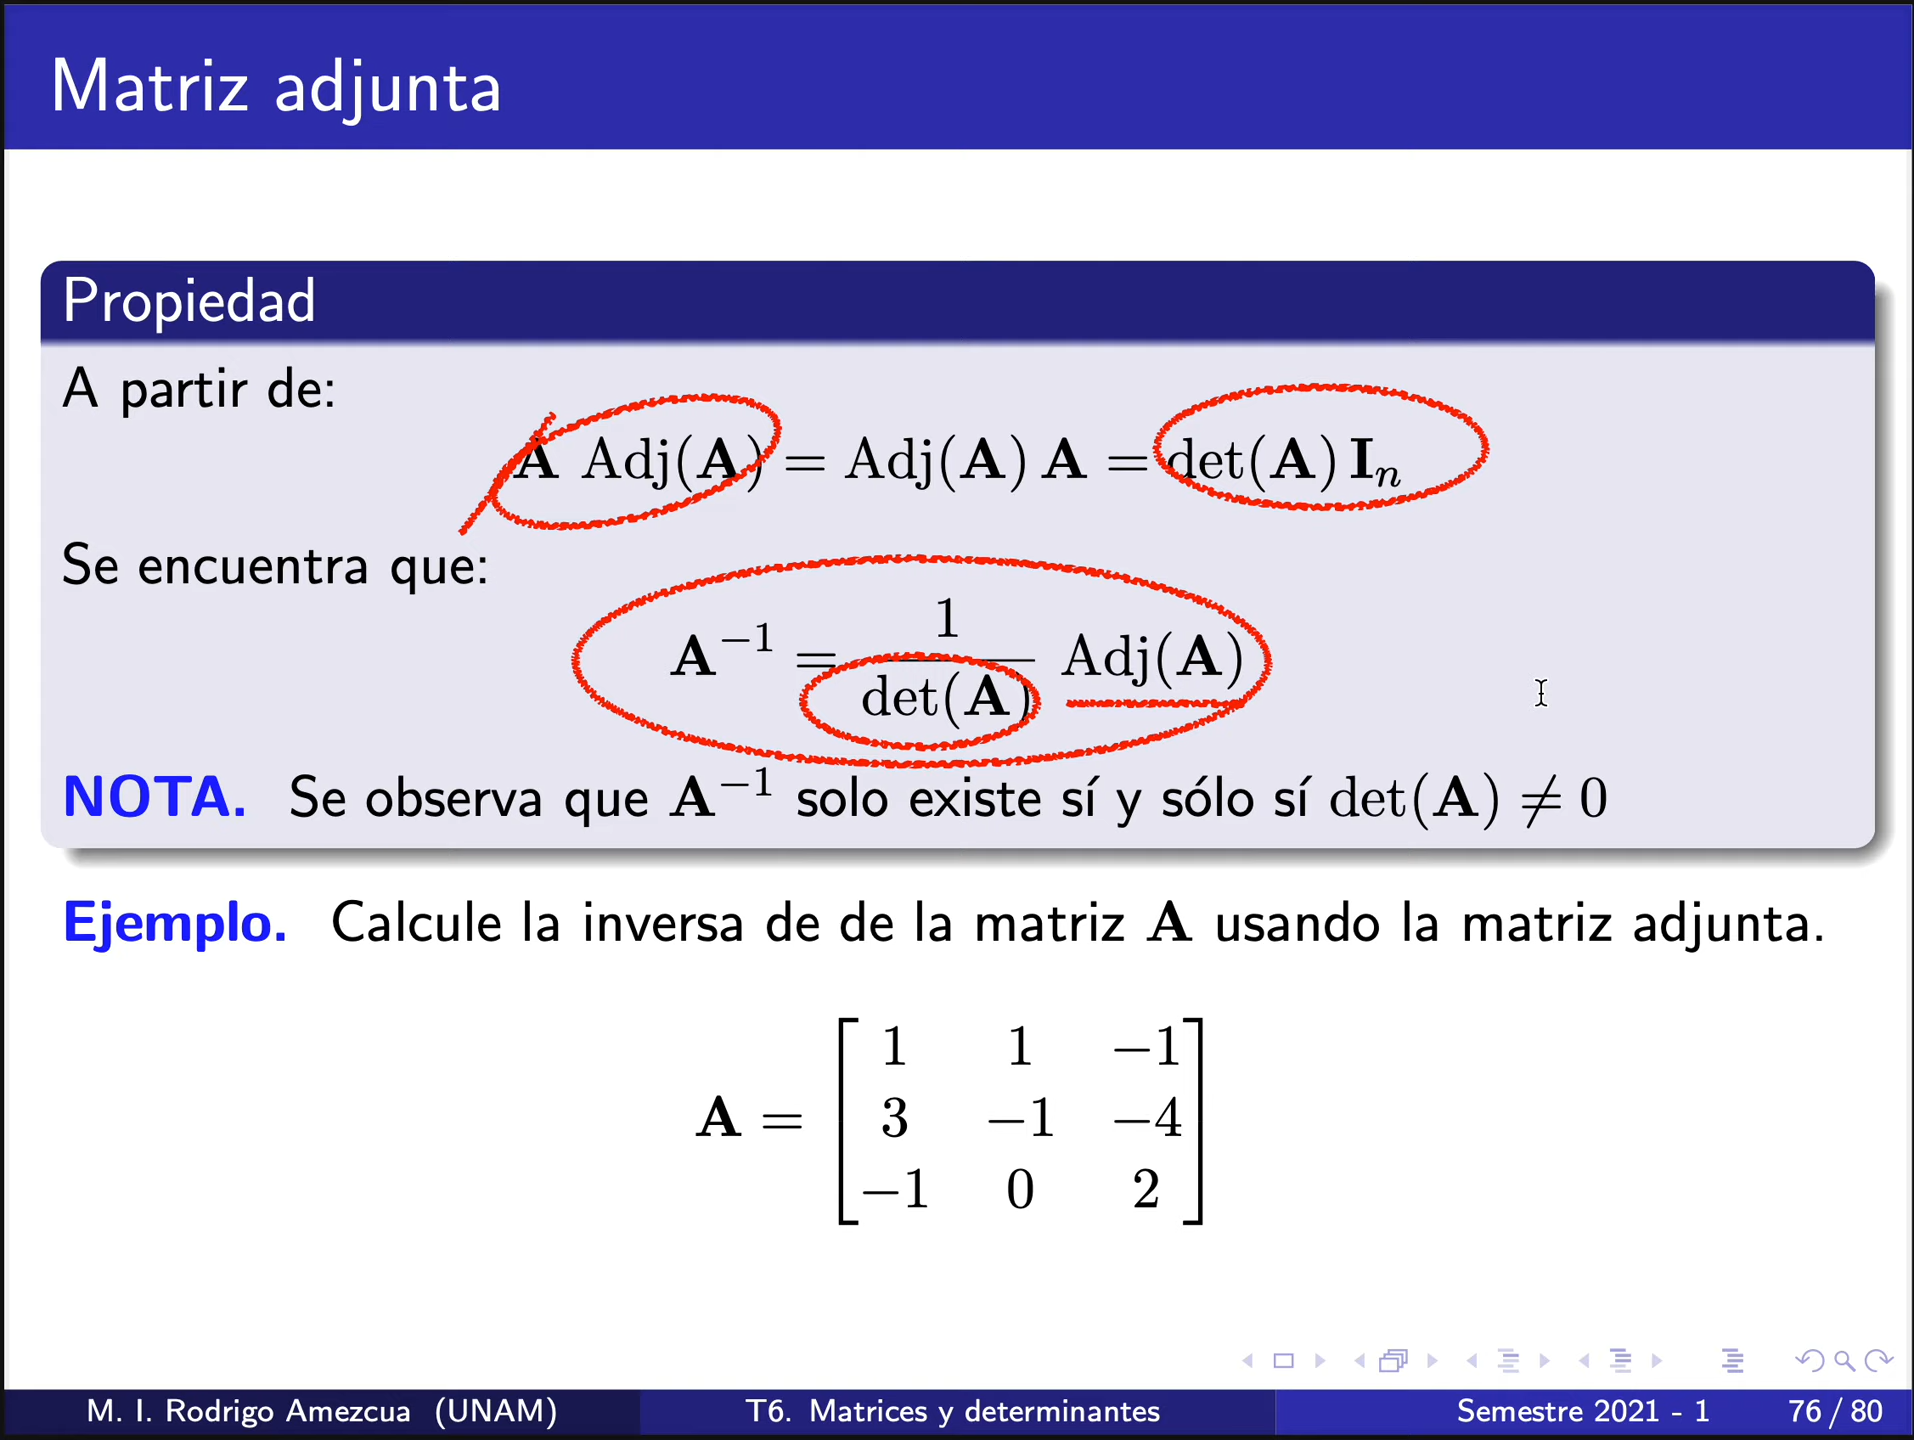 Matriz adjunta
Propiedad
A partir de:
A Adj(A) = Adj(A) A = det(A) Iₙ
Se encuentra que:
A⁻¹ = 1/det(A) Adj(A)
NOTA. Se observa que A⁻¹ solo existe sí y sólo sí det(A) ≠ 0
Ejemplo. Calcule la inversa de de la matriz A usando la matriz adjunta.
A = [1 1 −1
3 −1 −4
−1 0 2]
M. I. Rodrigo Amezcua (UNAM) T6. Matrices y determinantes Semestre 2021 - 1 76 / 80